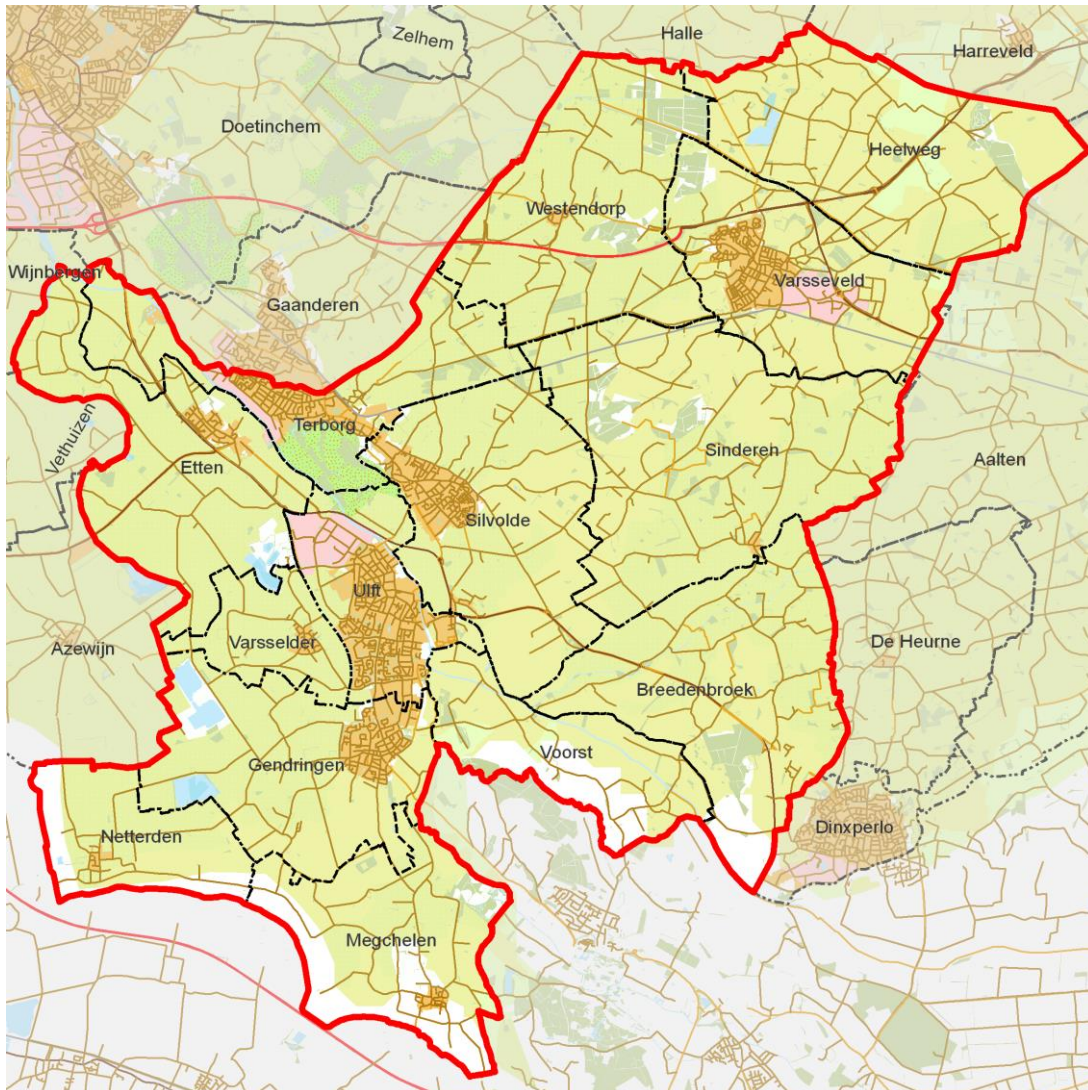 Halle
Zelhem
Harreveld
Doetinchem
Heelweg
Westendorp
Wijnbergen
Varsseveld
Gaanderen
Vethuizen
Terborg
Sinderen
Aalten
Etten
Silvolde
Ulft
Azewijn
Varsselder
De Heurne
Breedenbroek
Voorst
Gendringen
Netterden
Dinxperlo
Megchelen